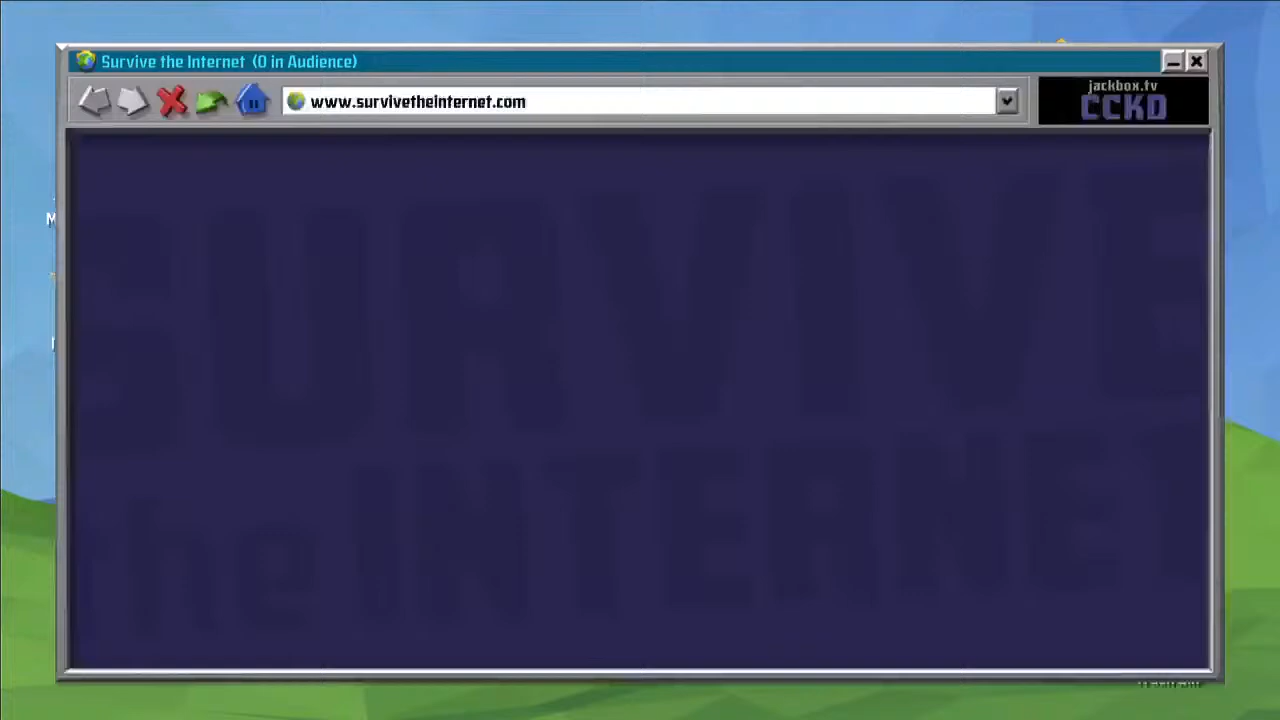 Survive the Internet (0 in Audience)
www.survivetheinternet.com
jackbox.tv
CCKD
SURVIVE
the INTERNET